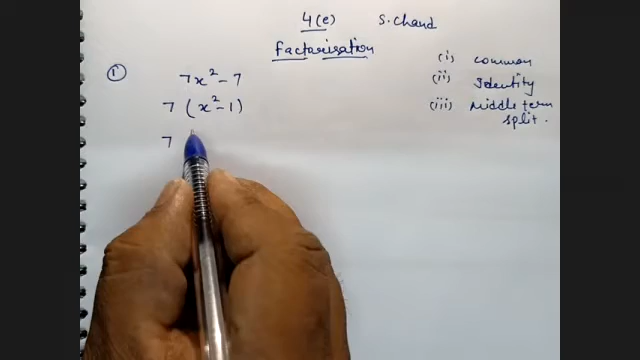 4(e) S. Chand
Factorisation
(1) 7x² - 7
7 (x² - 1)
7
(i) common
(ii) Identity
(iii) Middle term
split.